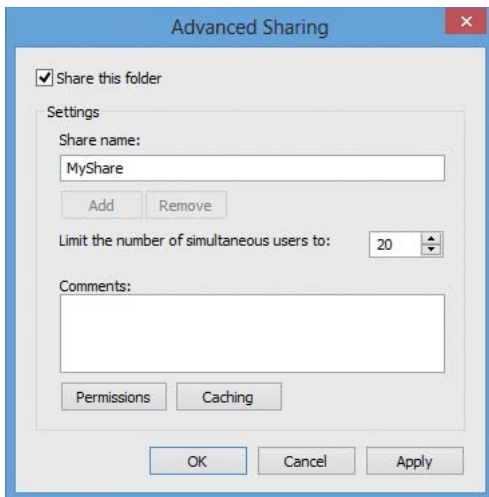 Advanced Sharing
Share this folder
Settings
Share name:
MyShare
Add Remove
Limit the number of simultaneous users to: 20
Comments:
Permissions Caching
OK Cancel Apply